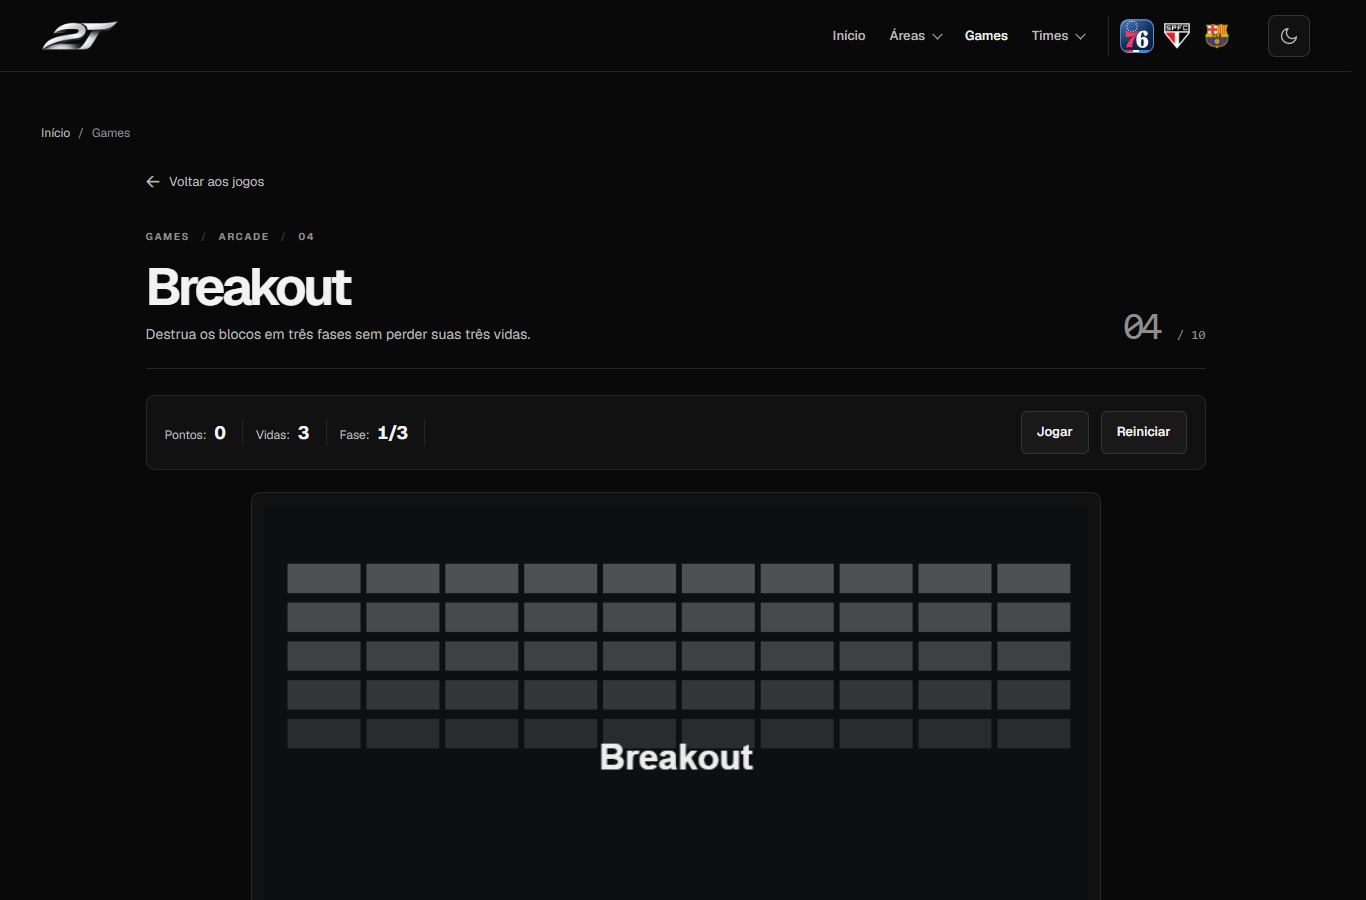 2T
Início Áreas Games Times 76 SPFC
Início / Games
← Voltar aos jogos
GAMES / ARCADE / 04
Breakout
Destrua os blocos em três fases sem perder suas três vidas.
04 / 10
Pontos: 0 Vidas: 3 Fase: 1/3 Jogar Reiniciar
Breakout